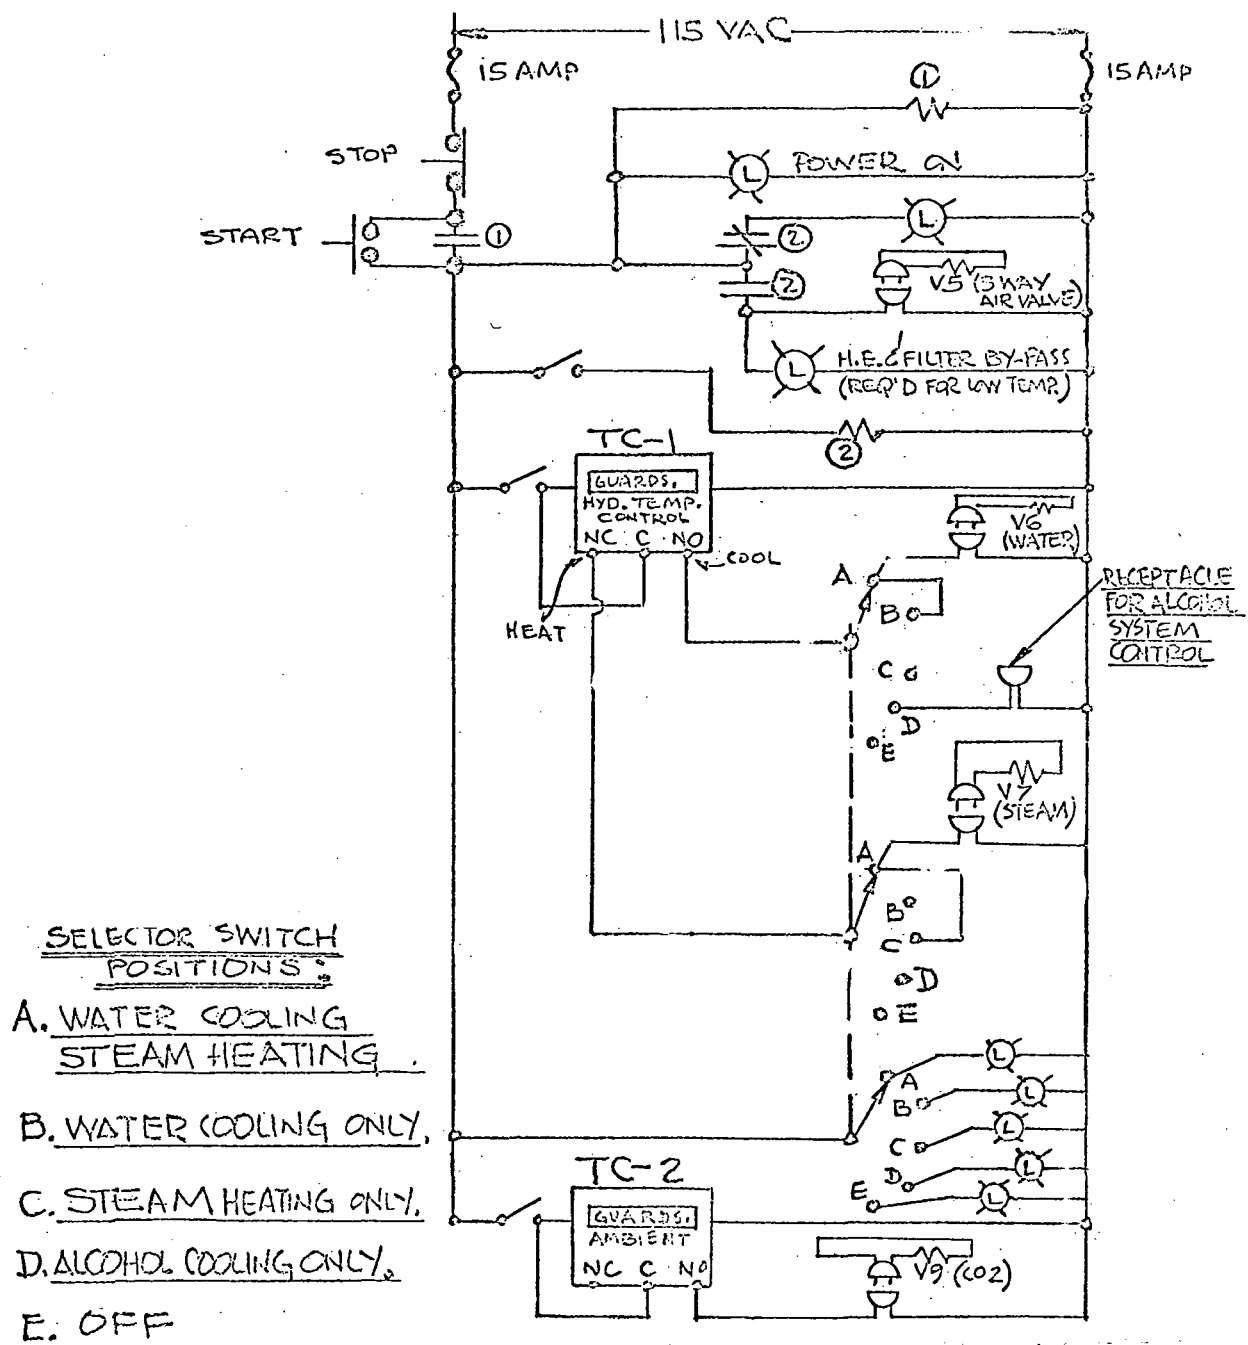 115 VAC
15 AMP
15 AMP
1
STOP
POWER ON
L
START
1
2
L
2
V5 (3 WAY
AIR VALVE)
L
H.E. & FILTER BY-PASS
(REQ'D FOR LOW TEMP.)
2
TC-1
GUARDS.
HYD. TEMP.
CONTROL
NC C NO
COOL
HEAT
V6
(WATER)
A
B
C
D
E
RECEPTACLE
FOR ALCOHOL
SYSTEM
CONTROL
V7
(STEAM)
A
B
C
D
E
SELECTOR SWITCH
POSITIONS:
A. WATER COOLING
STEAM HEATING
B. WATER COOLING ONLY.
C. STEAM HEATING ONLY.
D. ALCOHOL COOLING ONLY.
E. OFF
A L
B L
C L
D L
E L
TC-2
GUARDS.
AMBIENT
NC C NO
V9 (CO2)